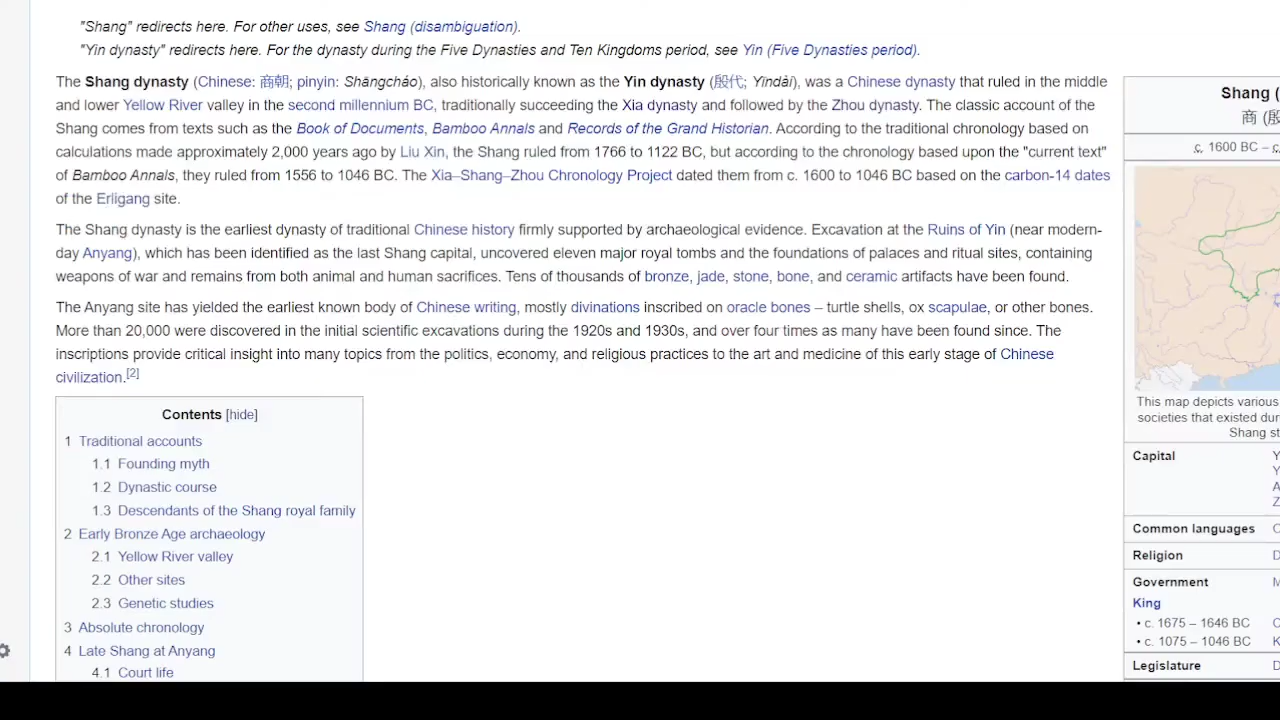 "Shang" redirects here. For other uses, see Shang (disambiguation).
"Yin dynasty" redirects here. For the dynasty during the Five Dynasties and Ten Kingdoms period, see Yin (Five Dynasties period).
The Shang dynasty (Chinese: 商朝; pinyin: Shāngcháo), also historically known as the Yin dynasty (殷代; Yīndài), was a Chinese dynasty that ruled in the middle
and lower Yellow River valley in the second millennium BC, traditionally succeeding the Xia dynasty and followed by the Zhou dynasty. The classic account of the
Shang comes from texts such as the Book of Documents, Bamboo Annals and Records of the Grand Historian. According to the traditional chronology based on
calculations made approximately 2,000 years ago by Liu Xin, the Shang ruled from 1766 to 1122 BC, but according to the chronology based upon the "current text"
of Bamboo Annals, they ruled from 1556 to 1046 BC. The Xia–Shang–Zhou Chronology Project dated them from c. 1600 to 1046 BC based on the carbon-14 dates
of the Erligang site.
The Shang dynasty is the earliest dynasty of traditional Chinese history firmly supported by archaeological evidence. Excavation at the Ruins of Yin (near modern-
day Anyang), which has been identified as the last Shang capital, uncovered eleven major royal tombs and the foundations of palaces and ritual sites, containing
weapons of war and remains from both animal and human sacrifices. Tens of thousands of bronze, jade, stone, bone, and ceramic artifacts have been found.
The Anyang site has yielded the earliest known body of Chinese writing, mostly divinations inscribed on oracle bones – turtle shells, ox scapulae, or other bones.
More than 20,000 were discovered in the initial scientific excavations during the 1920s and 1930s, and over four times as many have been found since. The
inscriptions provide critical insight into many topics from the politics, economy, and religious practices to the art and medicine of this early stage of Chinese
civilization.[2]
Contents [hide]
1 Traditional accounts
1.1 Founding myth
1.2 Dynastic course
1.3 Descendants of the Shang royal family
2 Early Bronze Age archaeology
2.1 Yellow River valley
2.2 Other sites
2.3 Genetic studies
3 Absolute chronology
4 Late Shang at Anyang
4.1 Court life
Shang (
商 (殷
c. 1600 BC – c.
This map depicts various
societies that existed dur
Shang st
Capital
Common languages
Religion
Government
King
• c. 1675 – 1646 BC
• c. 1075 – 1046 BC
Legislature